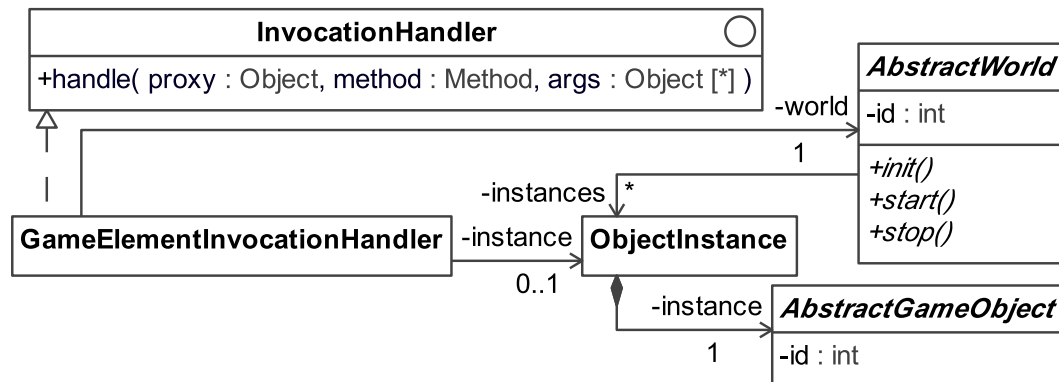 InvocationHandler
+handle( proxy : Object, method : Method, args : Object [*] )
AbstractWorld
-id : int
+init()
+start()
+stop()
-world
1
-instances
*
GameElementInvocationHandler
-instance
0..1
ObjectInstance
-instance
1
AbstractGameObject
-id : int